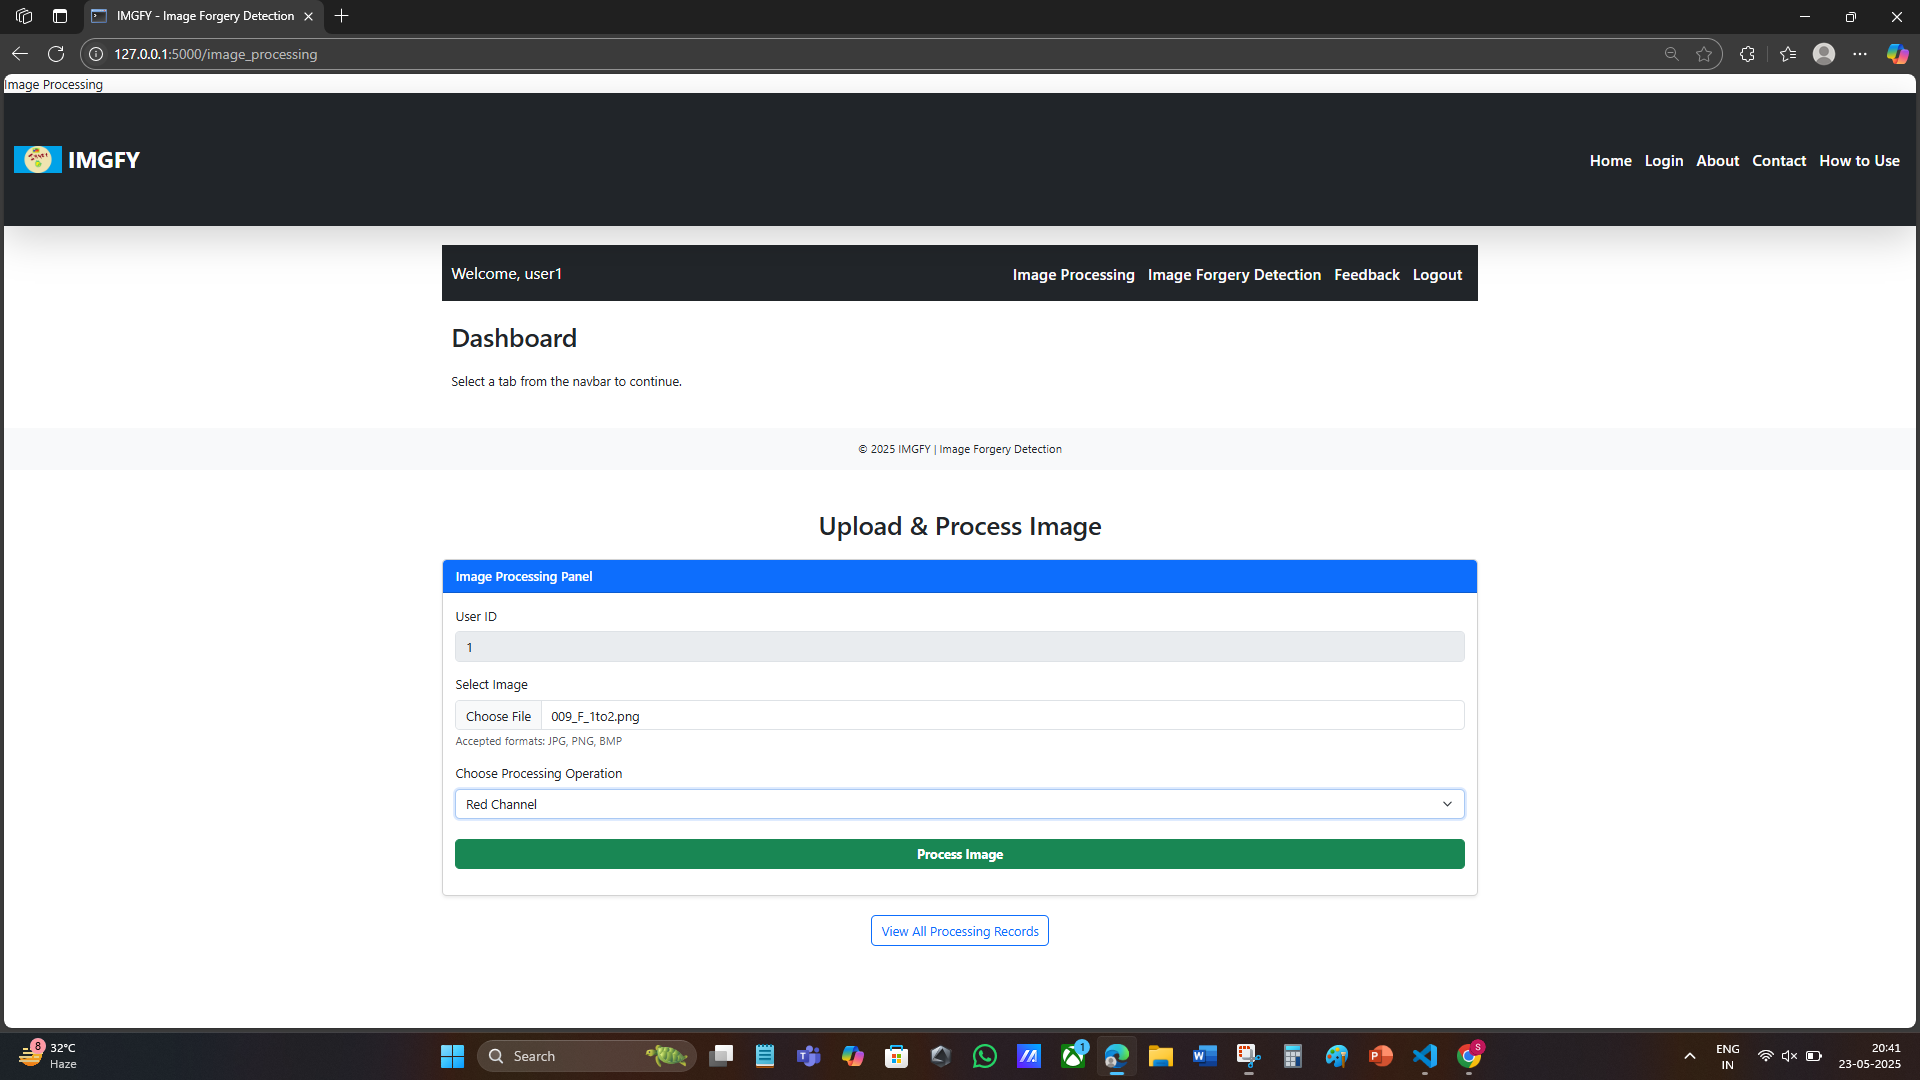 IMGFY - Image Forgery Detection
127.0.0.1:5000/image_processing
Image Processing
IMGFY
Home Login About Contact How to Use
Welcome, user1
Image Processing Image Forgery Detection Feedback Logout
Dashboard
Select a tab from the navbar to continue.
© 2025 IMGFY | Image Forgery Detection
Upload & Process Image
Image Processing Panel
User ID
1
Select Image
Choose File 009_F_1to2.png
Accepted formats: JPG, PNG, BMP
Choose Processing Operation
Red Channel
Process Image
View All Processing Records
8
32°C
Haze
Search
1
S
ENG
IN
20:41
23-05-2025